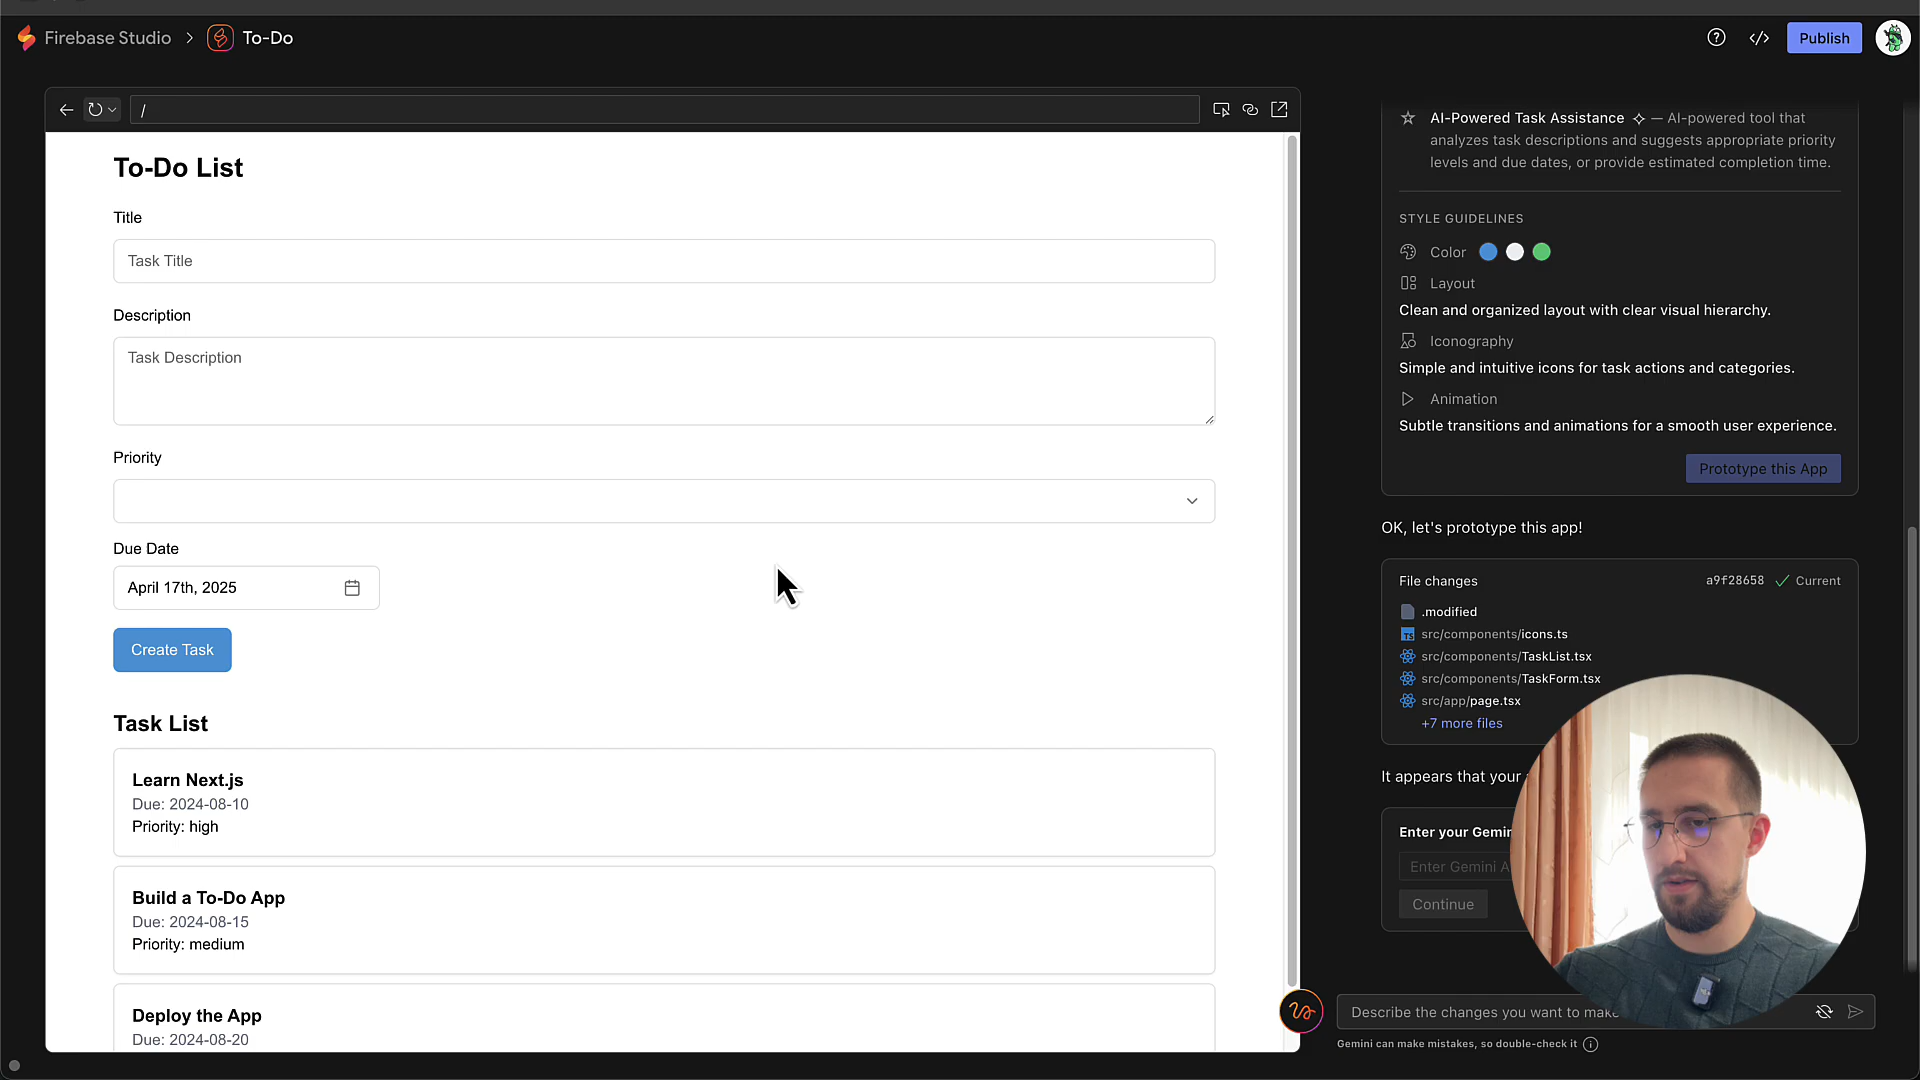 Firebase Studio > To-Do
Publish
/
To-Do List
Title
Task Title
Description
Task Description
Priority
Due Date
April 17th, 2025
Create Task
Task List
Learn Next.js
Due: 2024-08-10
Priority: high
Build a To-Do App
Due: 2024-08-15
Priority: medium
Deploy the App
Due: 2024-08-20
AI-Powered Task Assistance — AI-powered tool that
analyzes task descriptions and suggests appropriate priority
levels and due dates, or provide estimated completion time.
STYLE GUIDELINES
Color
Layout
Clean and organized layout with clear visual hierarchy.
Iconography
Simple and intuitive icons for task actions and categories.
Animation
Subtle transitions and animations for a smooth user experience.
Prototype this App
OK, let's prototype this app!
File changes
a9f28658 Current
.modified
TS src/components/icons.ts
src/components/TaskList.tsx
src/components/TaskForm.tsx
src/app/page.tsx
+7 more files
It appears that your
Enter your
Enter Gemini
Continue
Describe the changes you want to make
Gemini can make mistakes, so double-check it